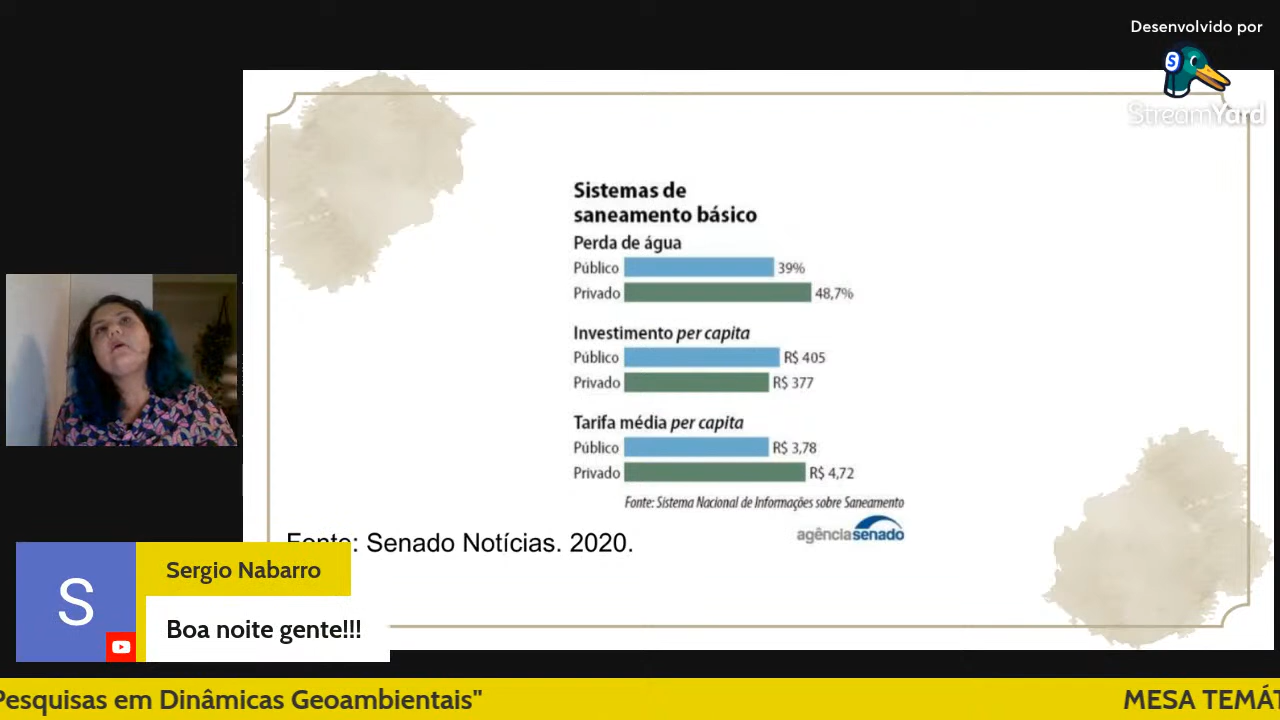 Desenvolvido por
S
StreamYard
Sistemas de
saneamento básico
Perda de água
Público 39%
Privado 48,7%
Investimento per capita
Público R$ 405
Privado R$ 377
Tarifa média per capita
Público R$ 3,78
Privado R$ 4,72
Fonte: Sistema Nacional de Informações sobre Saneamento
agênciasenado
Fonte: Senado Notícias. 2020.
S
Sergio Nabarro
Boa noite gente!!!
Pesquisas em Dinâmicas Geoambientais" MESA TEMÁT